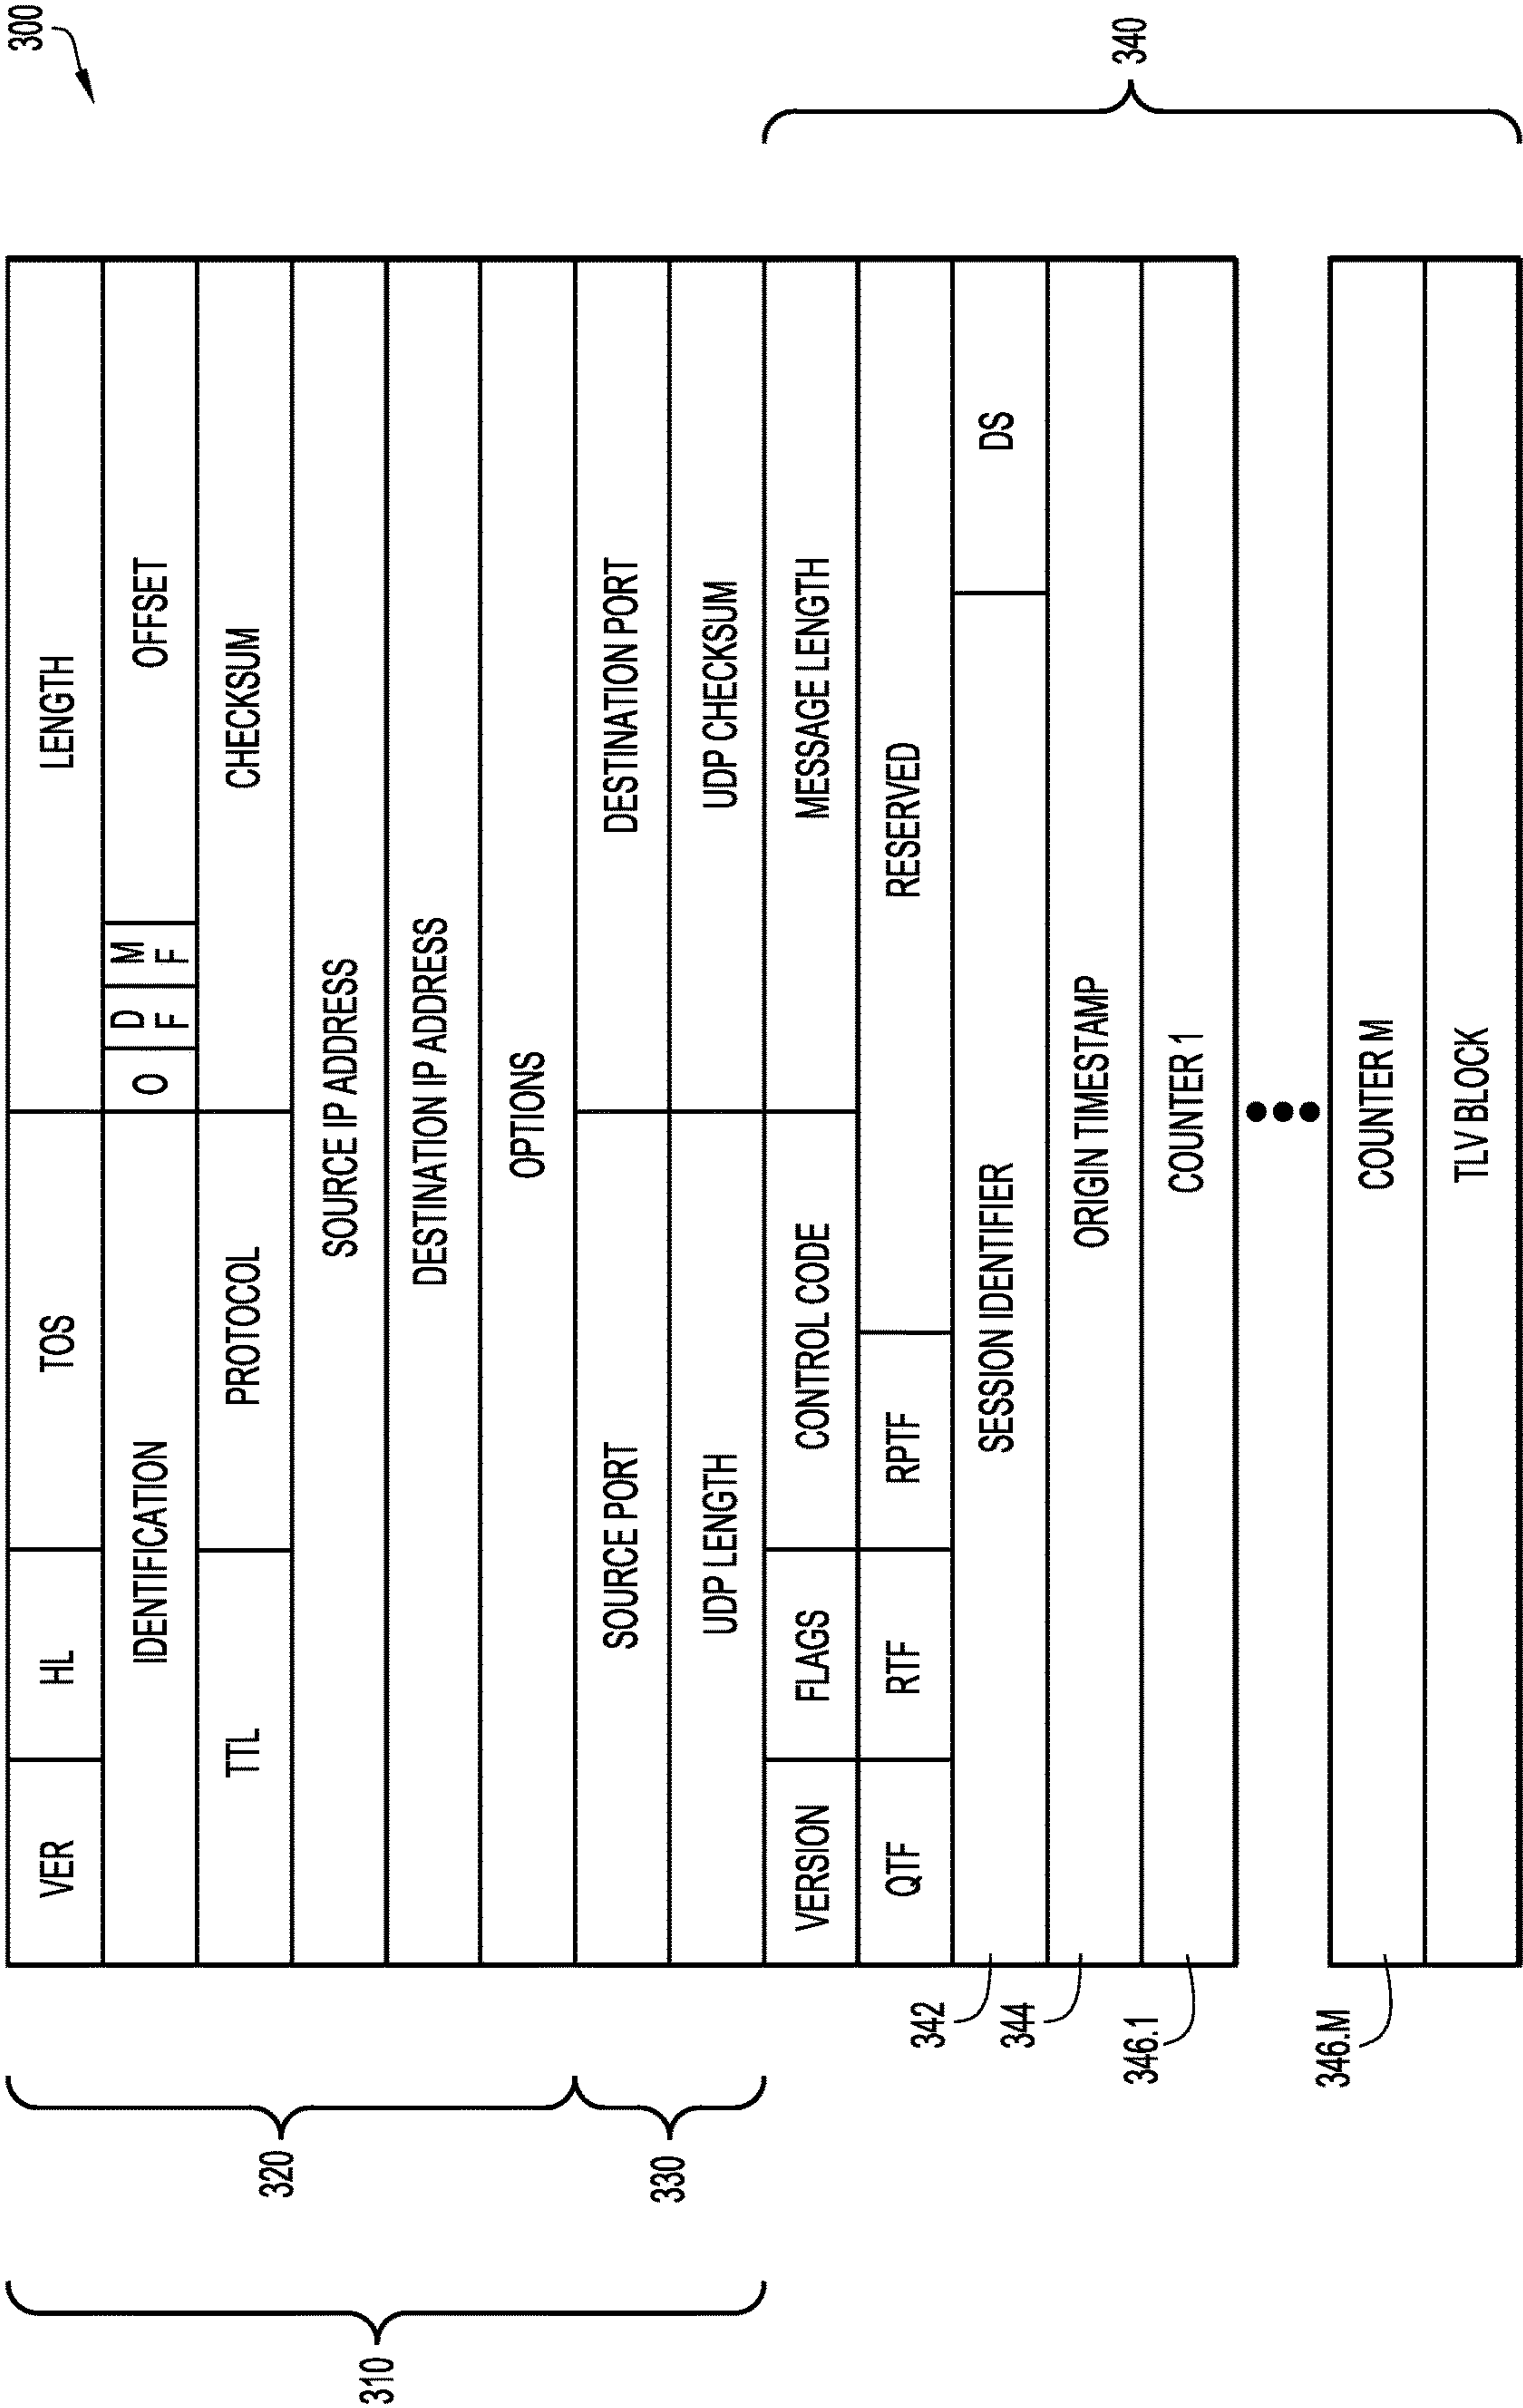 300
VER HL TOS LENGTH
IDENTIFICATION O D F M F OFFSET
TTL PROTOCOL CHECKSUM
SOURCE IP ADDRESS
DESTINATION IP ADDRESS
OPTIONS
SOURCE PORT DESTINATION PORT
UDP LENGTH UDP CHECKSUM
VERSION FLAGS CONTROL CODE MESSAGE LENGTH
QTF RTF RPTF RESERVED
342 SESSION IDENTIFIER DS
344 ORIGIN TIMESTAMP
346.1 COUNTER 1
346.M COUNTER M
TLV BLOCK
310
320
330
340